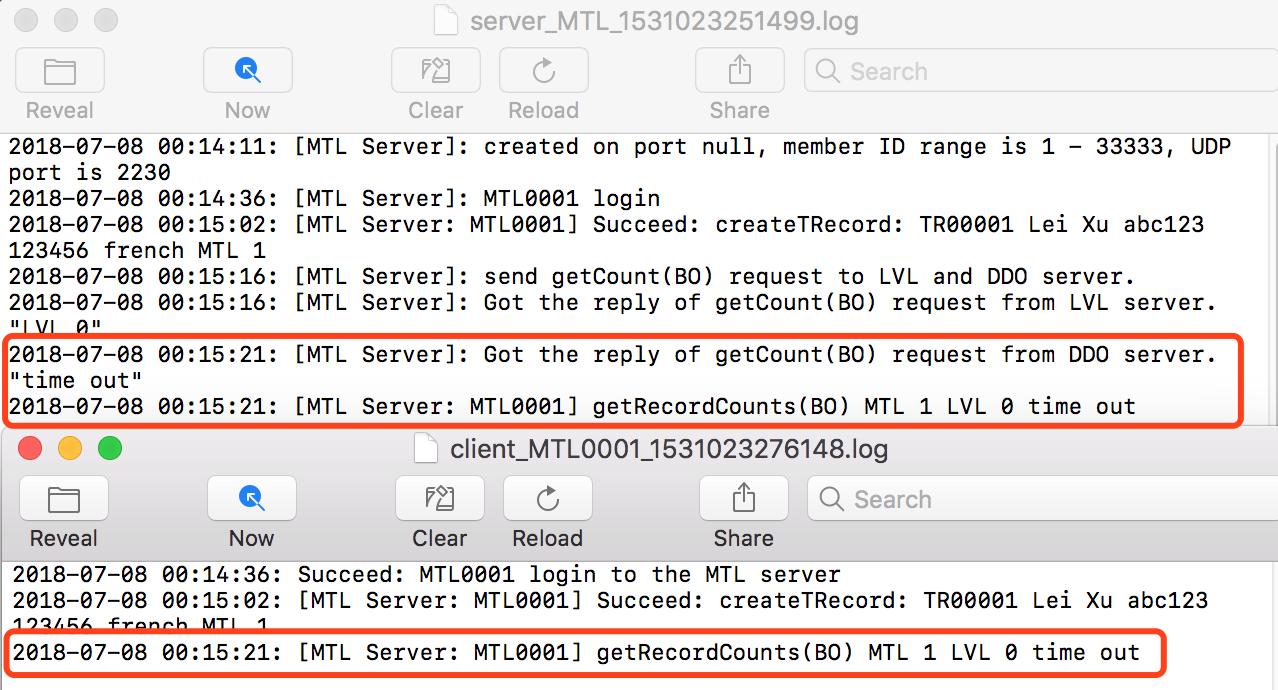 server_MTL_1531023251499.log
Reveal Now Clear Reload Share Search
2018-07-08 00:14:11: [MTL Server]: created on port null, member ID range is 1 - 33333, UDP
port is 2230
2018-07-08 00:14:36: [MTL Server]: MTL0001 login
2018-07-08 00:15:02: [MTL Server: MTL0001] Succeed: createTRecord: TR00001 Lei Xu abc123
123456 french MTL 1
2018-07-08 00:15:16: [MTL Server]: send getCount(BO) request to LVL and DDO server.
2018-07-08 00:15:16: [MTL Server]: Got the reply of getCount(BO) request from LVL server.
"LVL 0"
2018-07-08 00:15:21: [MTL Server]: Got the reply of getCount(BO) request from DDO server.
"time out"
2018-07-08 00:15:21: [MTL Server: MTL0001] getRecordCounts(BO) MTL 1 LVL 0 time out
client_MTL0001_1531023276148.log
Reveal Now Clear Reload Share Search
2018-07-08 00:14:36: Succeed: MTL0001 login to the MTL server
2018-07-08 00:15:02: [MTL Server: MTL0001] Succeed: createTRecord: TR00001 Lei Xu abc123
123456 french MTL 1
2018-07-08 00:15:21: [MTL Server: MTL0001] getRecordCounts(BO) MTL 1 LVL 0 time out